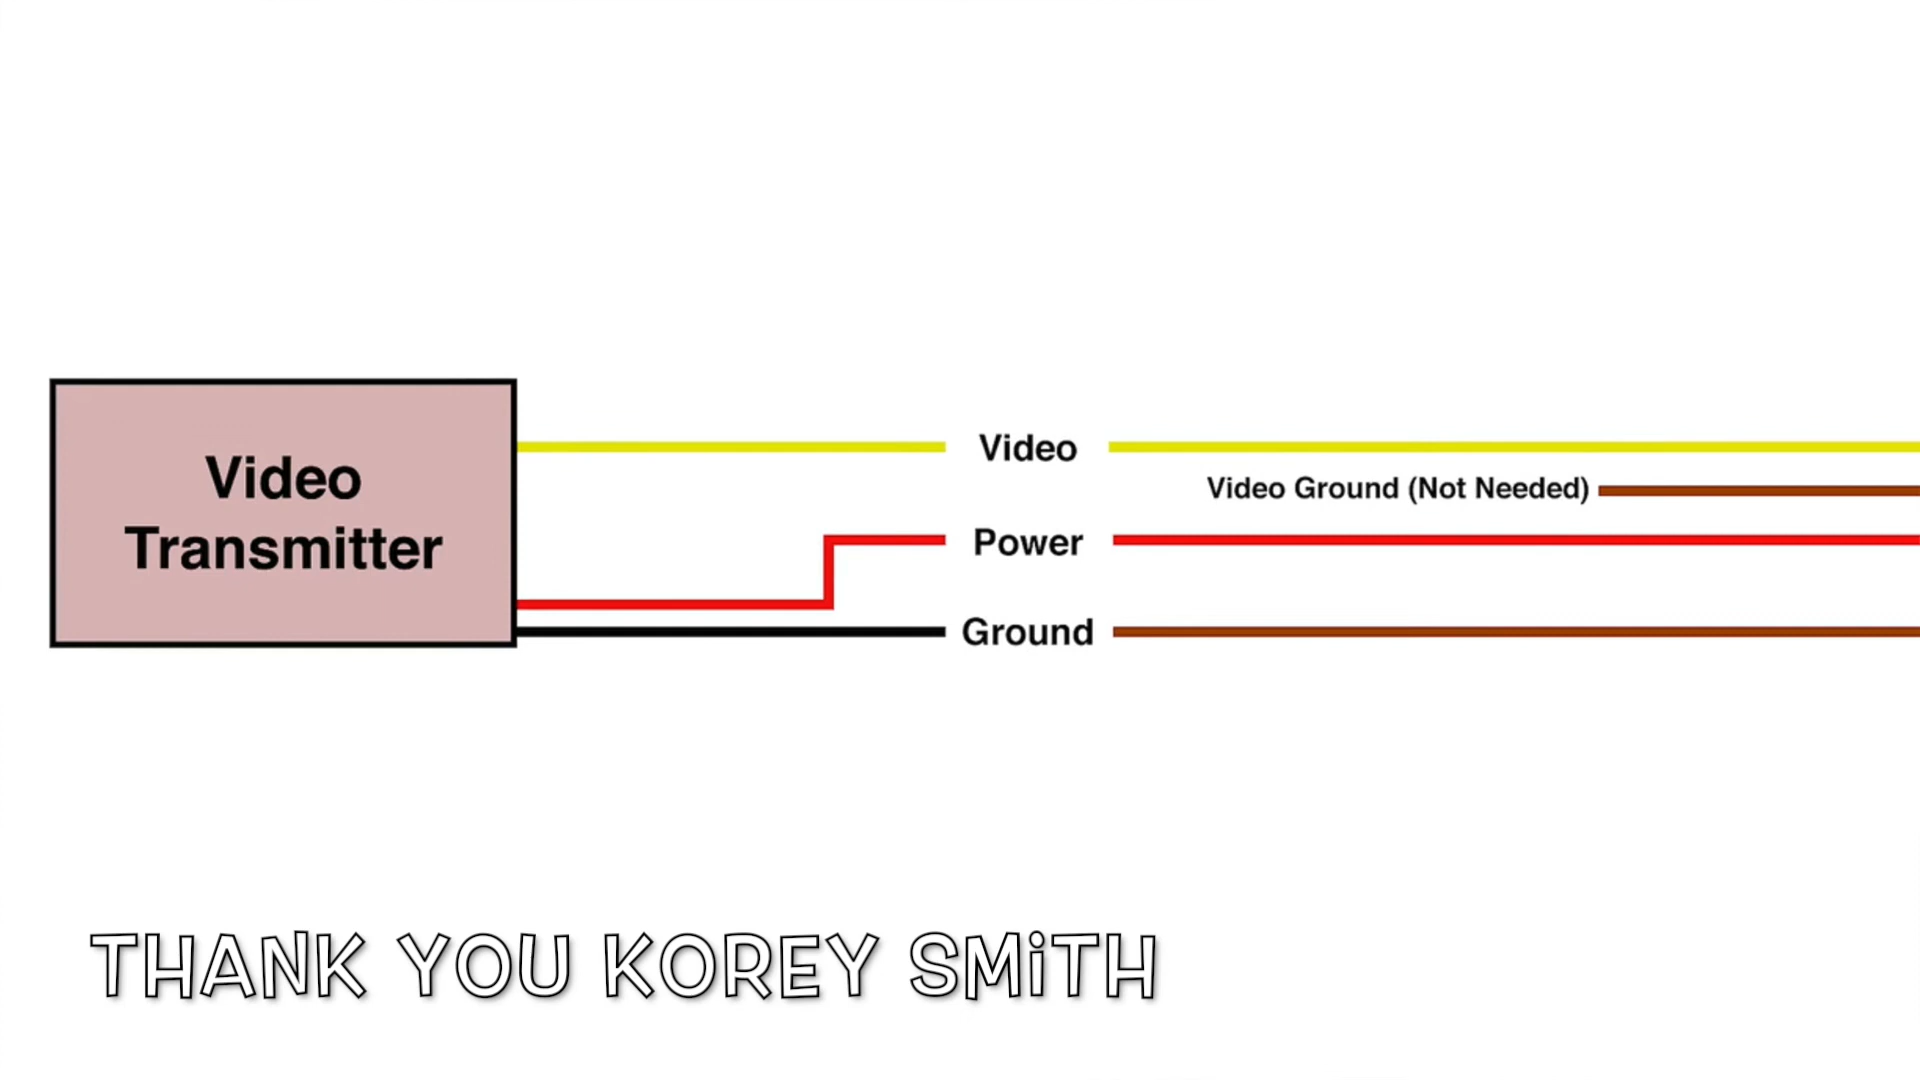 Video
Transmitter
Video
Video Ground (Not Needed)
Power
Ground
THANK YOU KOREY SMiTH